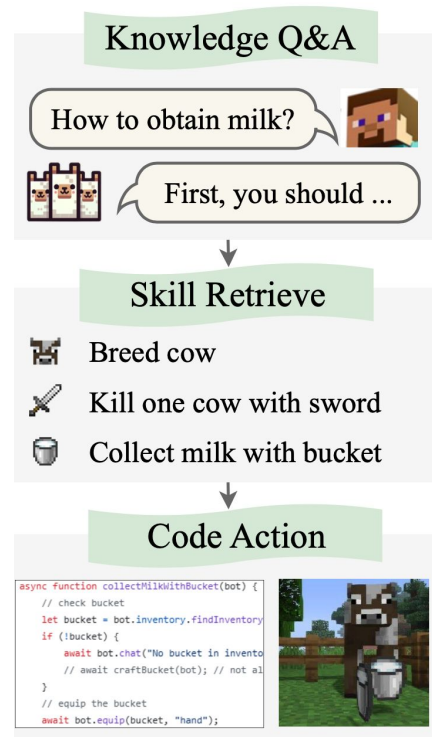 Knowledge Q&A
How to obtain milk?
First, you should ...
Skill Retrieve
Breed cow
Kill one cow with sword
Collect milk with bucket
Code Action
async function collectMilkWithBucket(bot) {
// check bucket
let bucket = bot.inventory.findInventory
if (!bucket) {
await bot.chat("No bucket in invento
// await craftBucket(bot); // not al
}
// equip the bucket
await bot.equip(bucket, "hand");